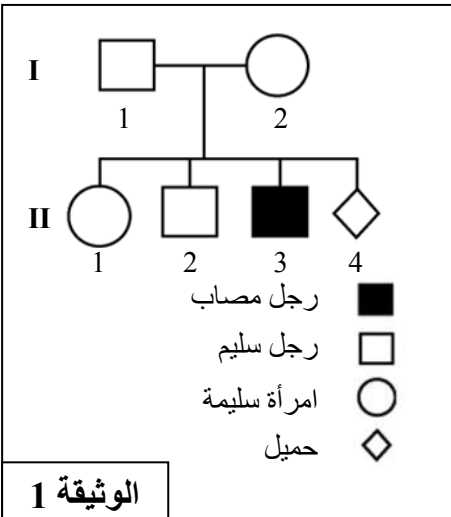 I
1 2
II
1 2 3 4
رجل مصاب
رجل سليم
امرأة سليمة
حميل
الوثيقة 1